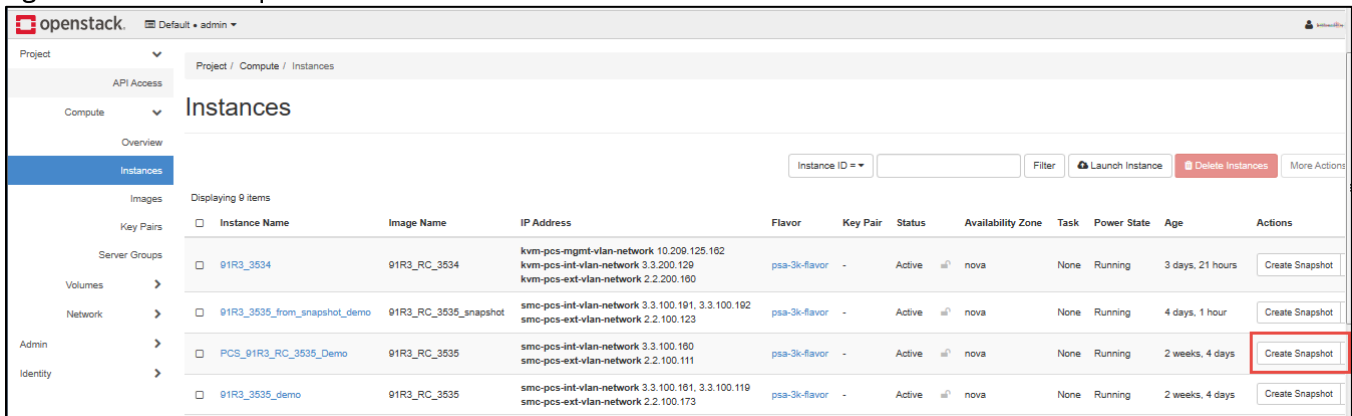 openstack. Default • admin
Project
API Access
Compute
Overview
Instances
Images
Key Pairs
Server Groups
Volumes
Network
Admin
Identity
Project / Compute / Instances
Instances
Instance ID = Filter Launch Instance Delete Instances More Actions
Displaying 9 items
Instance Name Image Name IP Address Flavor Key Pair Status Availability Zone Task Power State Age Actions
kvm-pcs-mgmt-vlan-network 10.209.125.162
91R3_3534 91R3_RC_3534 kvm-pcs-int-vlan-network 3.3.200.129 psa-3k-flavor - Active nova None Running 3 days, 21 hours Create Snapshot
kvm-pcs-ext-vlan-network 2.2.200.160
smc-pcs-int-vlan-network 3.3.100.191, 3.3.100.192
91R3_3535_from_snapshot_demo 91R3_RC_3535_snapshot psa-3k-flavor - Active nova None Running 4 days, 1 hour Create Snapshot
smc-pcs-ext-vlan-network 2.2.100.123
smc-pcs-int-vlan-network 3.3.100.160
PCS_91R3_RC_3535_Demo 91R3_RC_3535 psa-3k-flavor - Active nova None Running 2 weeks, 4 days Create Snapshot
smc-pcs-ext-vlan-network 2.2.100.111
smc-pcs-int-vlan-network 3.3.100.161, 3.3.100.119
91R3_3535_demo 91R3_RC_3535 psa-3k-flavor - Active nova None Running 2 weeks, 4 days Create Snapshot
smc-pcs-ext-vlan-network 2.2.100.173